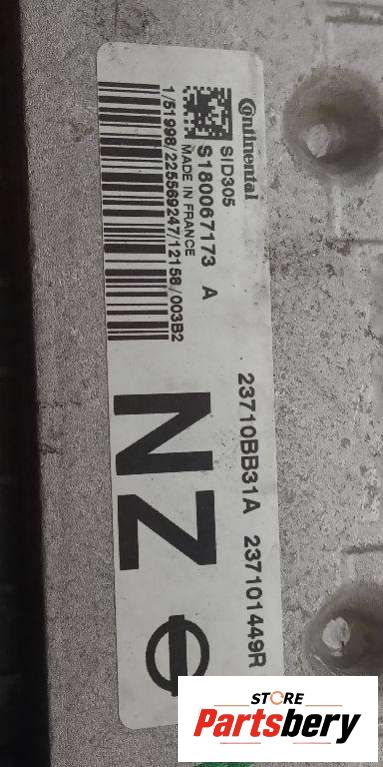 Continental
SID305
S180067173 A
MADE IN FRANCE
1/51998/225569247/12158/003B2
23710BB31A 237101449R
NZ
STORE
Partsbery